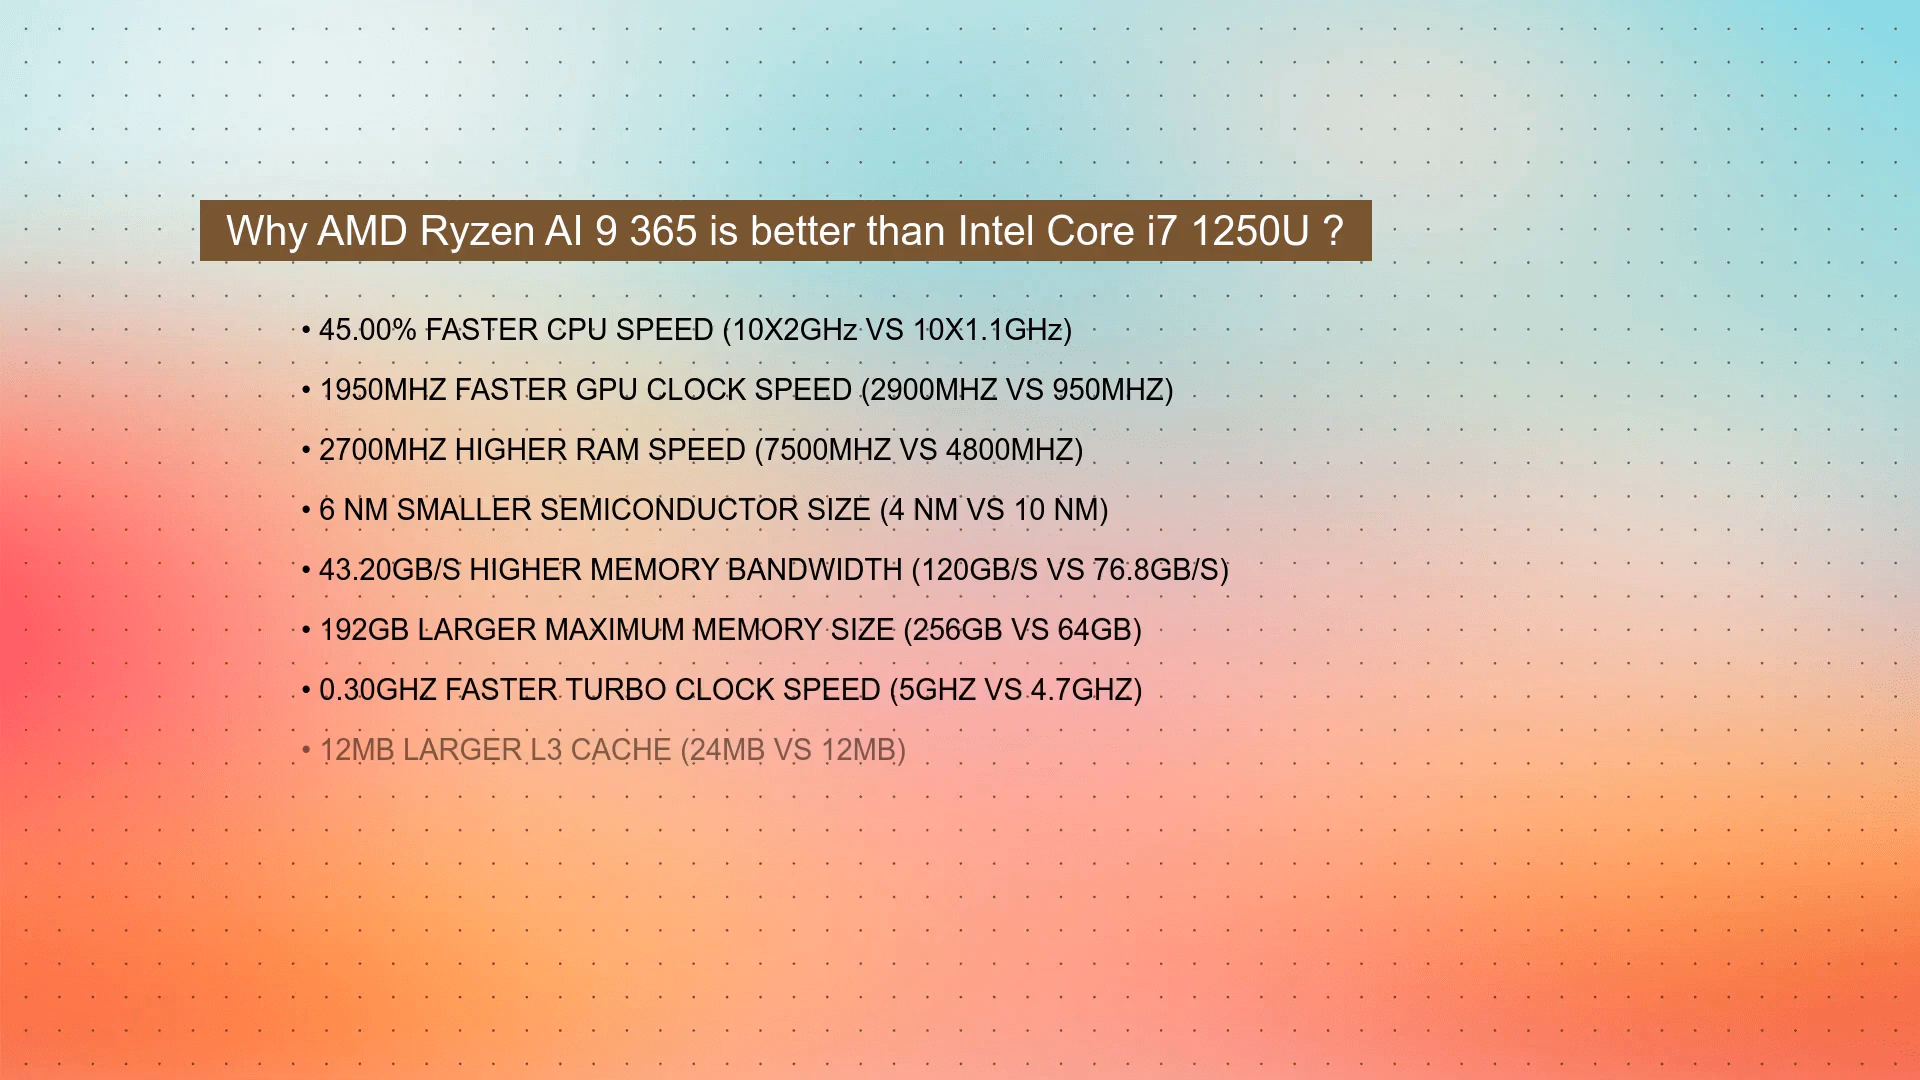 Why AMD Ryzen AI 9 365 is better than Intel Core i7 1250U ?
• 45.00% FASTER CPU SPEED (10X2GHz VS 10X1.1GHz)
• 1950MHZ FASTER GPU CLOCK SPEED (2900MHZ VS 950MHZ)
• 2700MHZ HIGHER RAM SPEED (7500MHZ VS 4800MHZ)
• 6 NM SMALLER SEMICONDUCTOR SIZE (4 NM VS 10 NM)
• 43.20GB/S HIGHER MEMORY BANDWIDTH (120GB/S VS 76.8GB/S)
• 192GB LARGER MAXIMUM MEMORY SIZE (256GB VS 64GB)
• 0.30GHZ FASTER TURBO CLOCK SPEED (5GHZ VS 4.7GHZ)
• 12MB LARGER L3 CACHE (24MB VS 12MB)